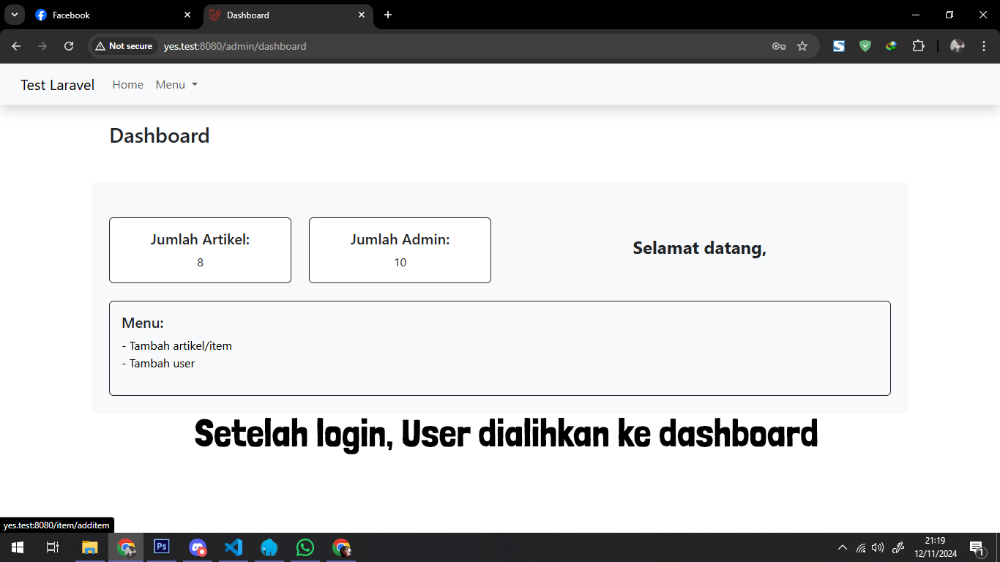 Facebook
Dashboard
Not secure
yes.test:8080/admin/dashboard
Test Laravel
Home
Menu
Dashboard
Jumlah Artikel:
8
Jumlah Admin:
10
Selamat datang,
Menu:
- Tambah artikel/item
- Tambah user
Setelah login, User dialihkan ke dashboard
yes.test:8080/item/additem
Ps
21:19
12/11/2024
1